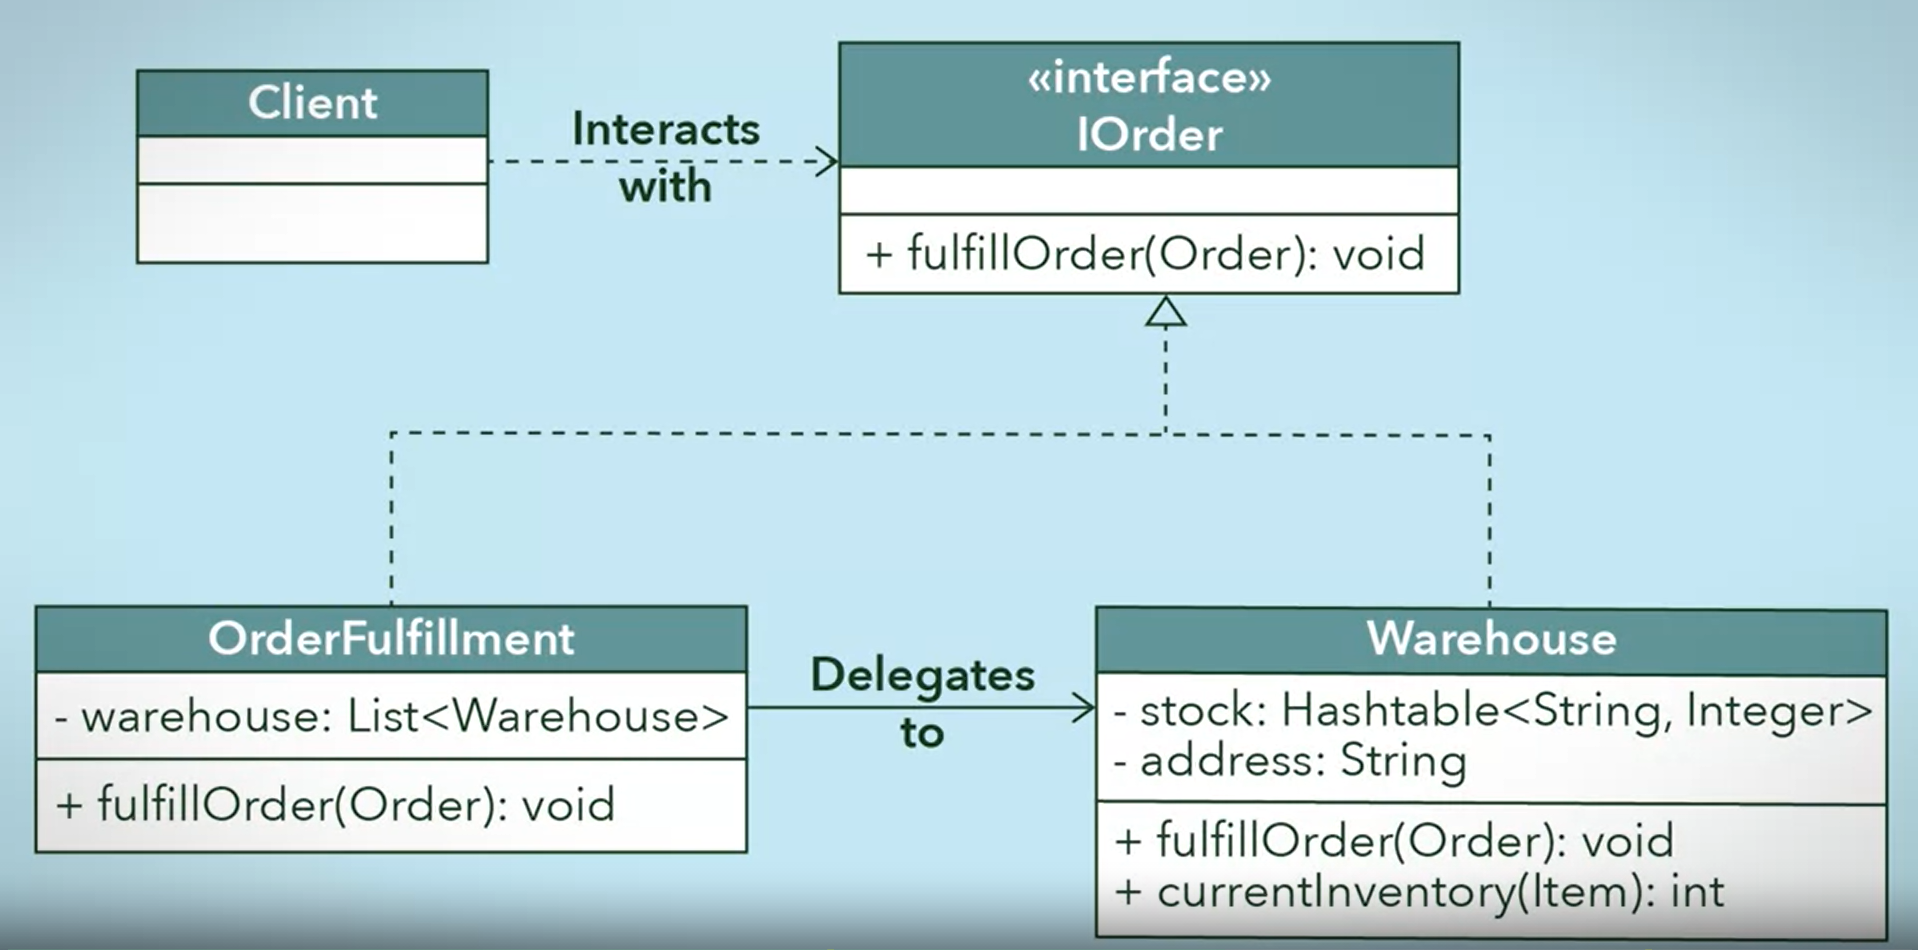 Client
Interacts
with
«interface»
IOrder
+ fulfillOrder(Order): void
OrderFulfillment
- warehouse: List<Warehouse>
+ fulfillOrder(Order): void
Delegates
to
Warehouse
- stock: Hashtable<String, Integer>
- address: String
+ fulfillOrder(Order): void
+ currentInventory(Item): int